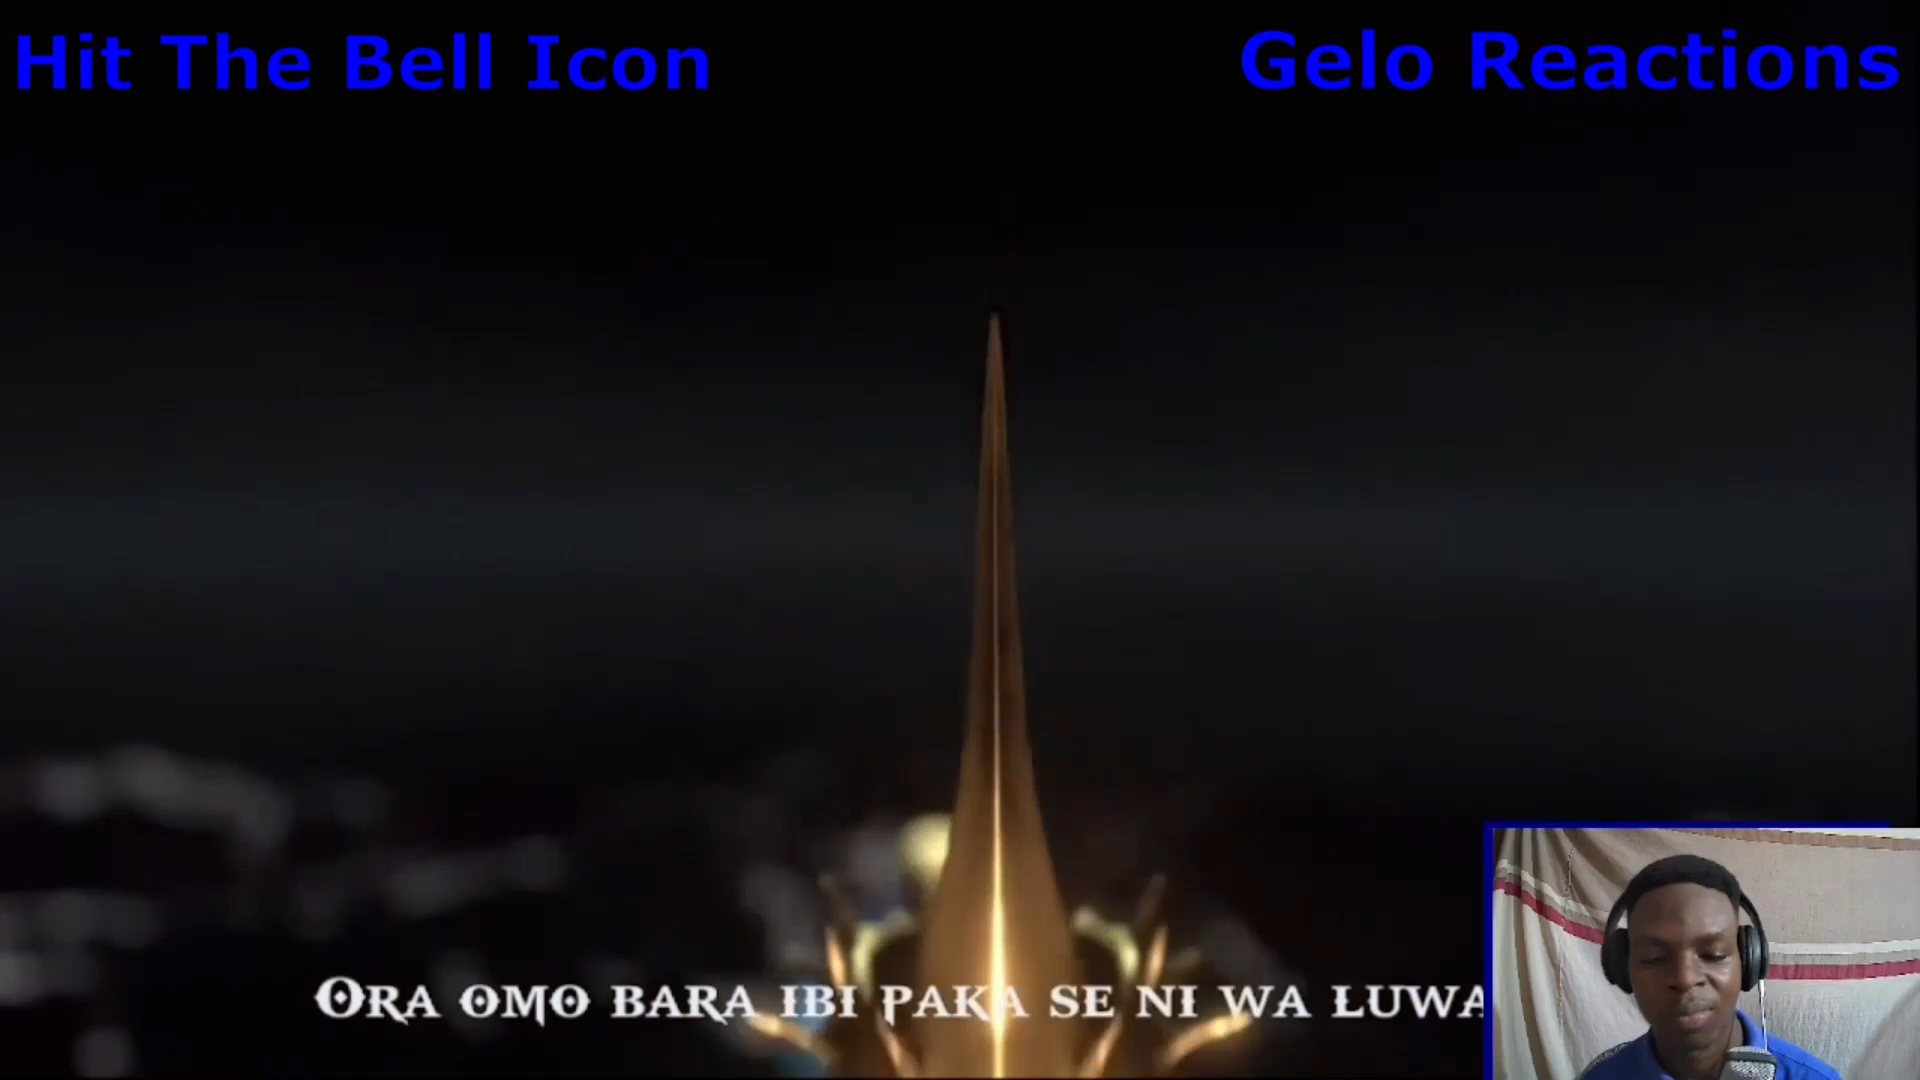 Hit The Bell Icon
Gelo Reactions
Ora omo bara ibi paka se ni wa luwa